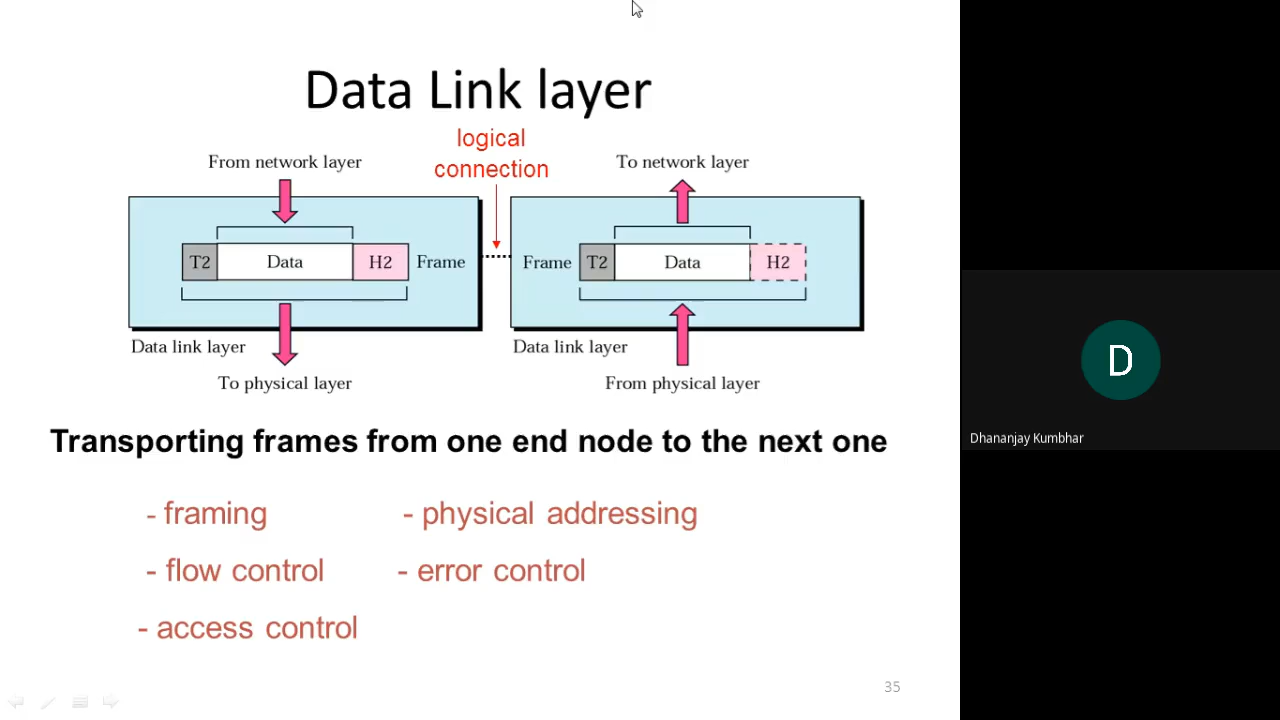 Data Link layer
logical
connection
From network layer
To network layer
T2 Data H2 Frame
Frame T2 Data H2
Data link layer
Data link layer
To physical layer
From physical layer
Transporting frames from one end node to the next one
- framing
- physical addressing
- flow control
- error control
- access control
35
D
Dhananjay Kumbhar